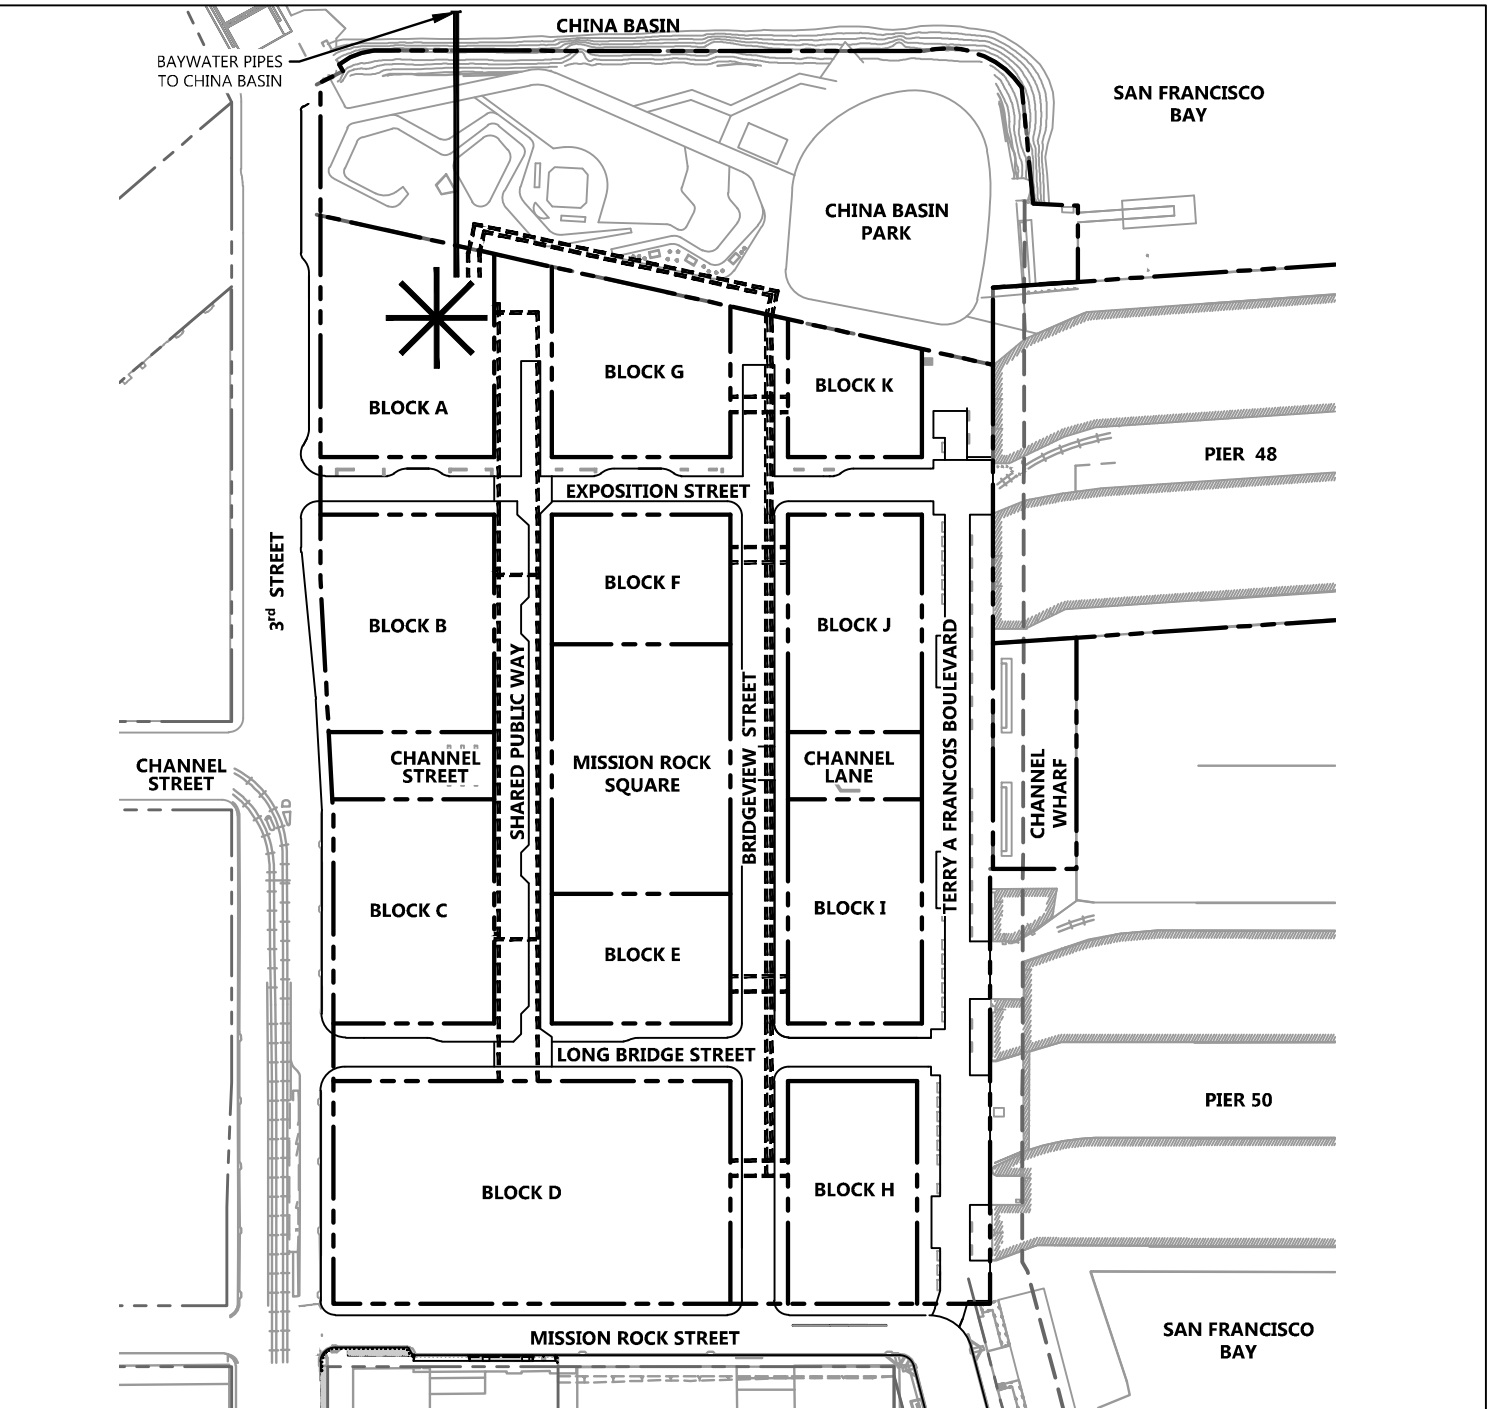 CHINA BASIN
BAYWATER PIPES
TO CHINA BASIN
SAN FRANCISCO
BAY
CHINA BASIN
PARK
BLOCK G
BLOCK K
BLOCK A
PIER 48
EXPOSITION STREET
3rd STREET
BLOCK F
BLOCK B
BLOCK J
SHARED PUBLIC WAY
BRIDGEVIEW STREET
TERRY A FRANCOIS BOULEVARD
CHANNEL
STREET
CHANNEL
STREET
MISSION ROCK
SQUARE
CHANNEL
LANE
CHANNEL
WHARF
BLOCK C
BLOCK I
BLOCK E
LONG BRIDGE STREET
PIER 50
BLOCK D
BLOCK H
MISSION ROCK STREET
SAN FRANCISCO
BAY